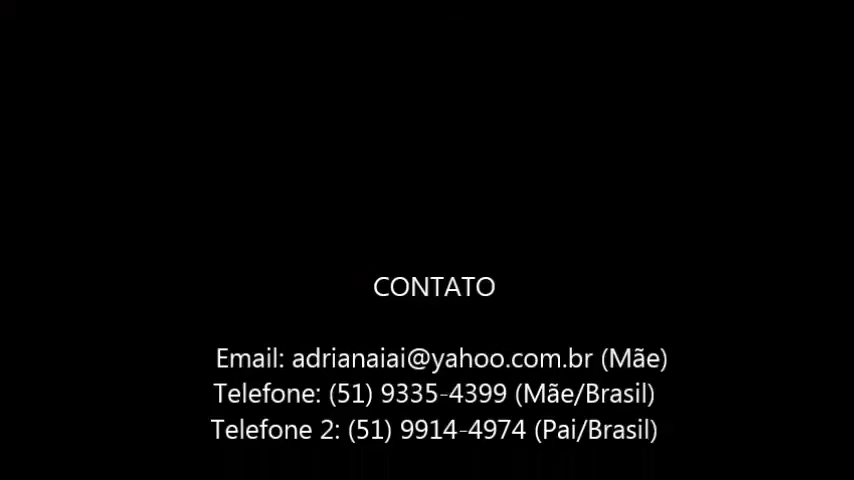 CONTATO
Email: adrianaiai@yahoo.com.br (Mãe)
Telefone: (51) 9335-4399 (Mãe/Brasil)
Telefone 2: (51) 9914-4974 (Pai/Brasil)